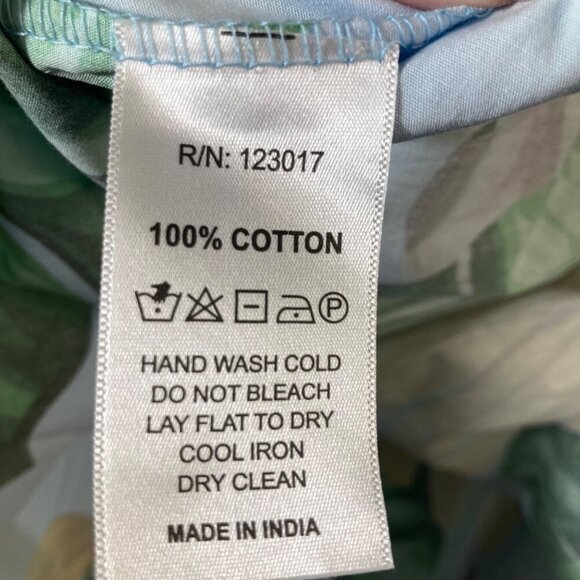 R/N: 123017
100% COTTON
P
HAND WASH COLD
DO NOT BLEACH
LAY FLAT TO DRY
COOL IRON
DRY CLEAN
MADE IN INDIA